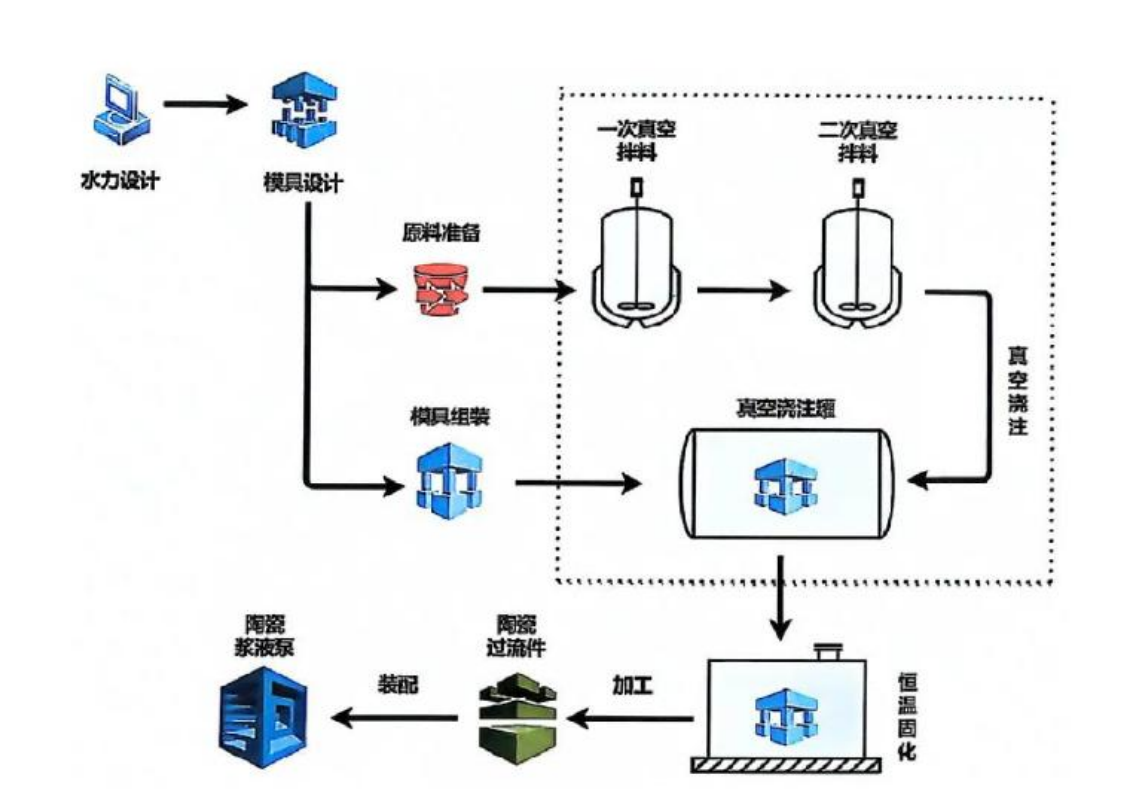 水力设计
模具设计
一次真空
拌料
二次真空
拌料
原料准备
真空浇注
模具组装
真空浇注罐
恒温固化
加工
陶瓷
过流件
装配
陶瓷
浆液泵